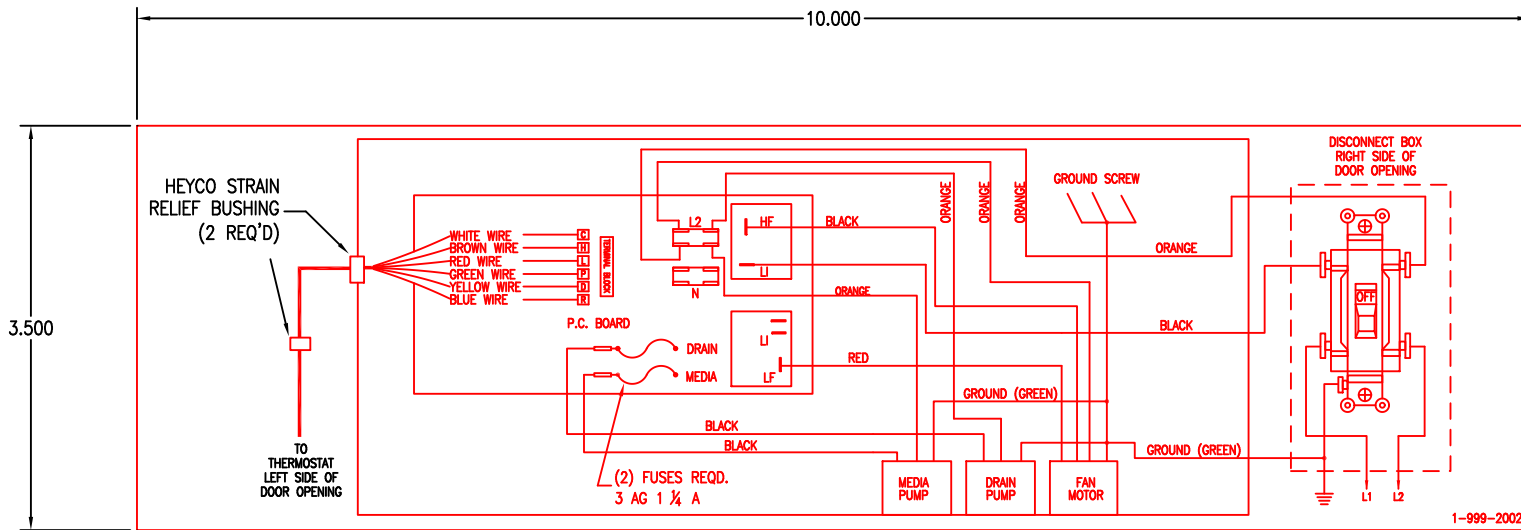 10.000
3.500
HEYCO STRAIN
RELIEF BUSHING
(2 REQ'D)
WHITE WIRE
BROWN WIRE
RED WIRE
GREEN WIRE
YELLOW WIRE
BLUE WIRE
C
H
L
P
D
R
TERMINAL BLOCK
P.C. BOARD
L2
N
HF
LI
LI
LF
DRAIN
MEDIA
BLACK
ORANGE
RED
ORANGE
ORANGE
ORANGE
GROUND SCREW
ORANGE
BLACK
GROUND (GREEN)
BLACK
BLACK
GROUND (GREEN)
(2) FUSES REQD.
3 AG 1 ¼ A
MEDIA
PUMP
DRAIN
PUMP
FAN
MOTOR
TO
THERMOSTAT
LEFT SIDE OF
DOOR OPENING
DISCONNECT BOX
RIGHT SIDE OF
DOOR OPENING
OFF
L1
L2
1-999-2002